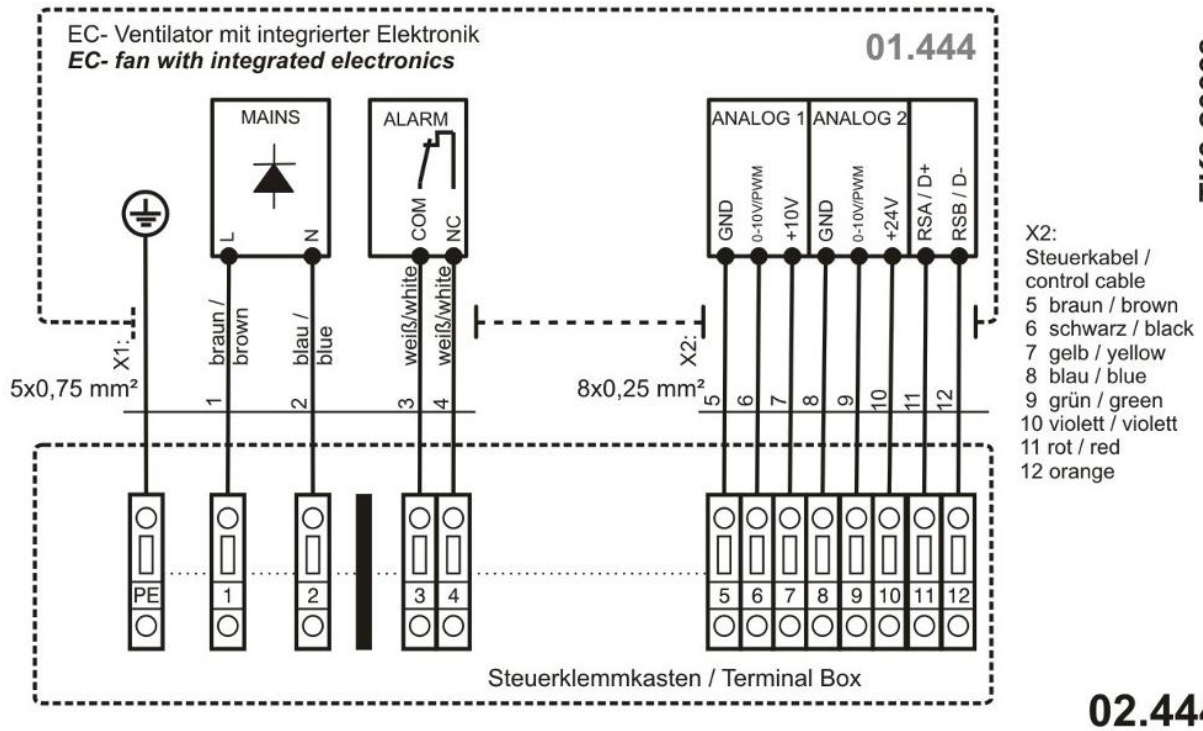 EC- Ventilator mit integrierter Elektronik
EC- fan with integrated electronics
01.444
MAINS
L
N
ALARM
COM
NC
ANALOG 1
GND
0-10V/PWM
+10V
ANALOG 2
GND
0-10V/PWM
+24V
RSA / D+
RSB / D-
X1:
5x0,75 mm²
braun /
brown
blau /
blue
weiß/white
weiß/white
1
2
3
4
X2:
8x0,25 mm²
5
6
7
8
9
10
11
12
X2:
Steuerkabel /
control cable
5 braun / brown
6 schwarz / black
7 gelb / yellow
8 blau / blue
9 grün / green
10 violett / violett
11 rot / red
12 orange
PE
1
2
3
4
5
6
7
8
9
10
11
12
Steuerklemmkasten / Terminal Box
02.444